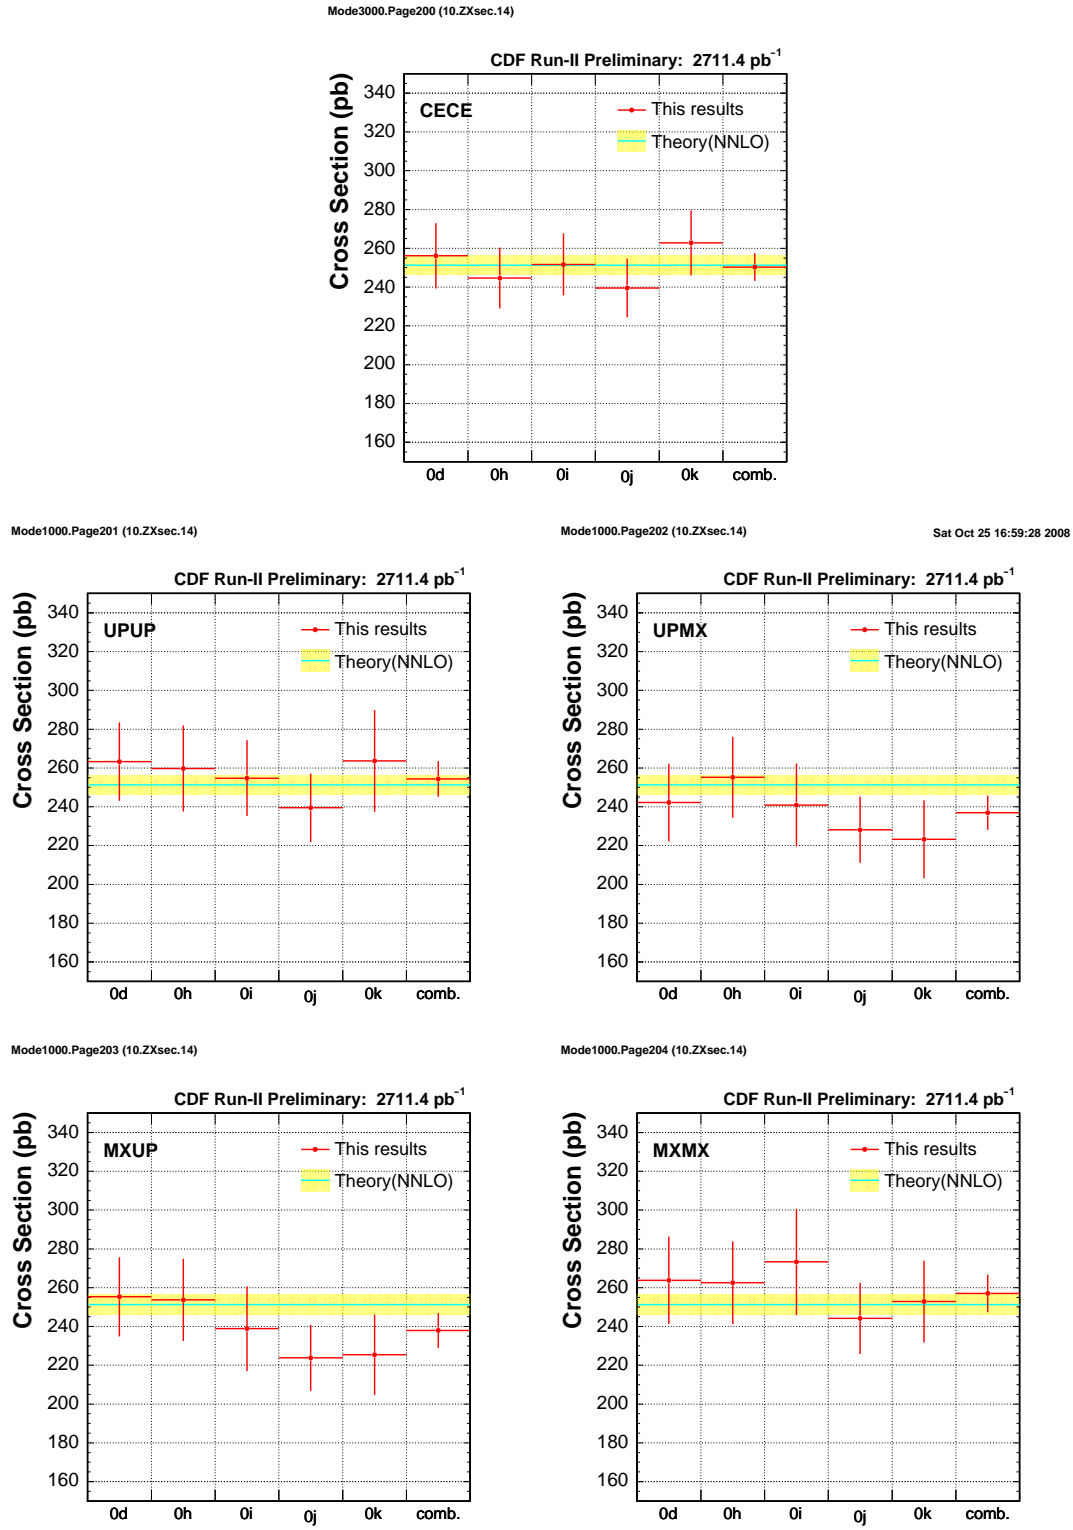 Mode3000.Page200 (10.ZXsec.14)
CDF Run-II Preliminary: 2711.4 pb⁻¹
Cross Section (pb)
CECE
This results
Theory(NNLO)
340
320
300
280
260
240
220
200
180
160
0d 0h 0i 0j 0k comb.
Mode1000.Page201 (10.ZXsec.14)
CDF Run-II Preliminary: 2711.4 pb⁻¹
Cross Section (pb)
UPUP
This results
Theory(NNLO)
340
320
300
280
260
240
220
200
180
160
0d 0h 0i 0j 0k comb.
Mode1000.Page202 (10.ZXsec.14)
Sat Oct 25 16:59:28 2008
CDF Run-II Preliminary: 2711.4 pb⁻¹
Cross Section (pb)
UPMX
This results
Theory(NNLO)
340
320
300
280
260
240
220
200
180
160
0d 0h 0i 0j 0k comb.
Mode1000.Page203 (10.ZXsec.14)
CDF Run-II Preliminary: 2711.4 pb⁻¹
Cross Section (pb)
MXUP
This results
Theory(NNLO)
340
320
300
280
260
240
220
200
180
160
0d 0h 0i 0j 0k comb.
Mode1000.Page204 (10.ZXsec.14)
CDF Run-II Preliminary: 2711.4 pb⁻¹
Cross Section (pb)
MXMX
This results
Theory(NNLO)
340
320
300
280
260
240
220
200
180
160
0d 0h 0i 0j 0k comb.